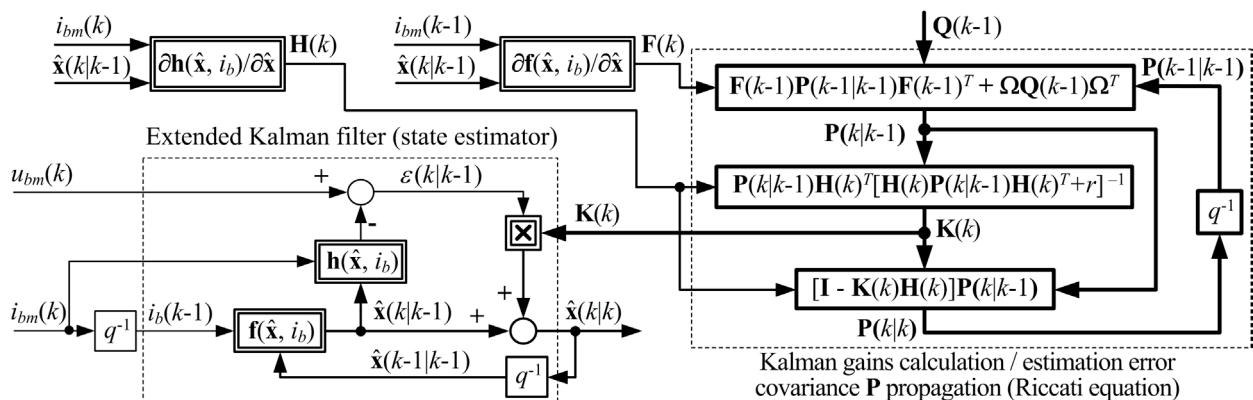 i_bm(k)
x̂(k|k-1)
∂h(x̂, i_b)/∂x̂
H(k)
i_bm(k-1)
x̂(k|k-1)
∂f(x̂, i_b)/∂x̂
F(k)
Q(k-1)
P(k-1|k-1)
F(k-1)P(k-1|k-1)F(k-1)^T + ΩQ(k-1)Ω^T
P(k|k-1)
P(k|k-1)H(k)^T[H(k)P(k|k-1)H(k)^T+r]^-1
q^-1
K(k)
K(k)
[I - K(k)H(k)]P(k|k-1)
P(k|k)
Kalman gains calculation / estimation error
covariance P propagation (Riccati equation)
Extended Kalman filter (state estimator)
u_bm(k)
+
ε(k|k-1)
-
h(x̂, i_b)
+
i_bm(k)
q^-1
i_b(k-1)
f(x̂, i_b)
x̂(k|k-1)
+
x̂(k|k)
x̂(k-1|k-1)
q^-1